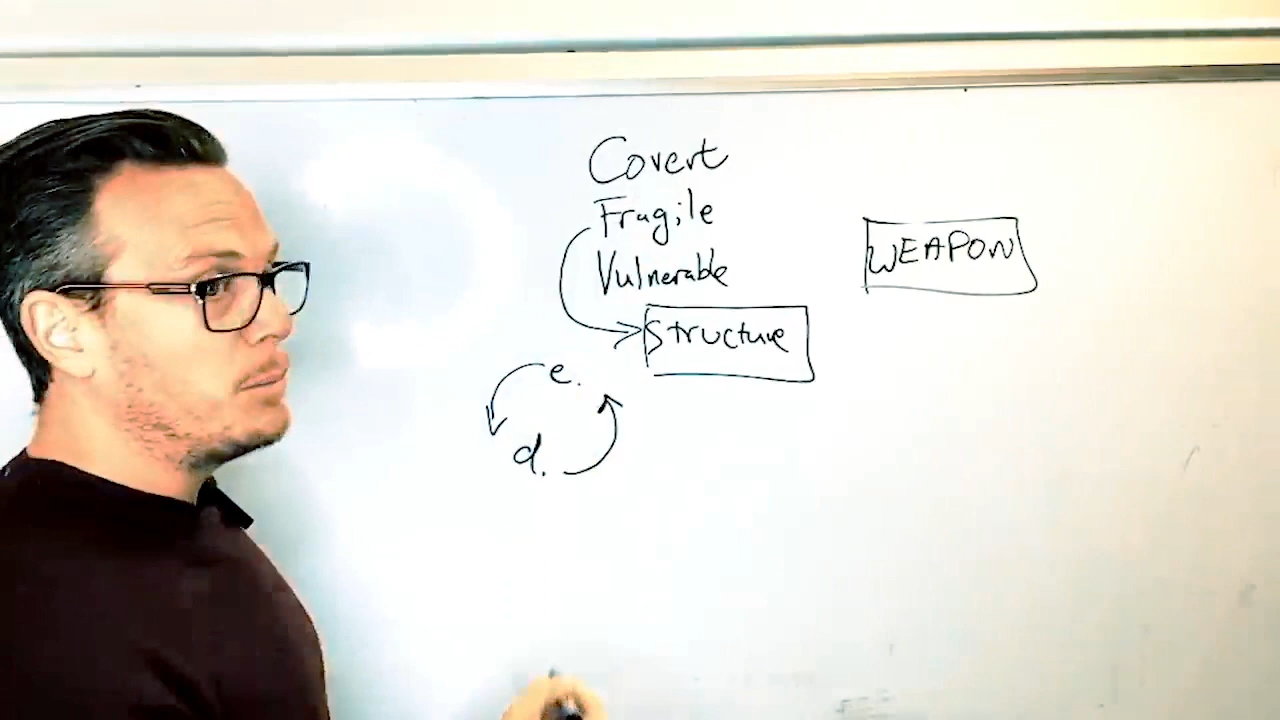 Covert
Fragile
Vulnerable
Structure
WEAPON
e.
d.